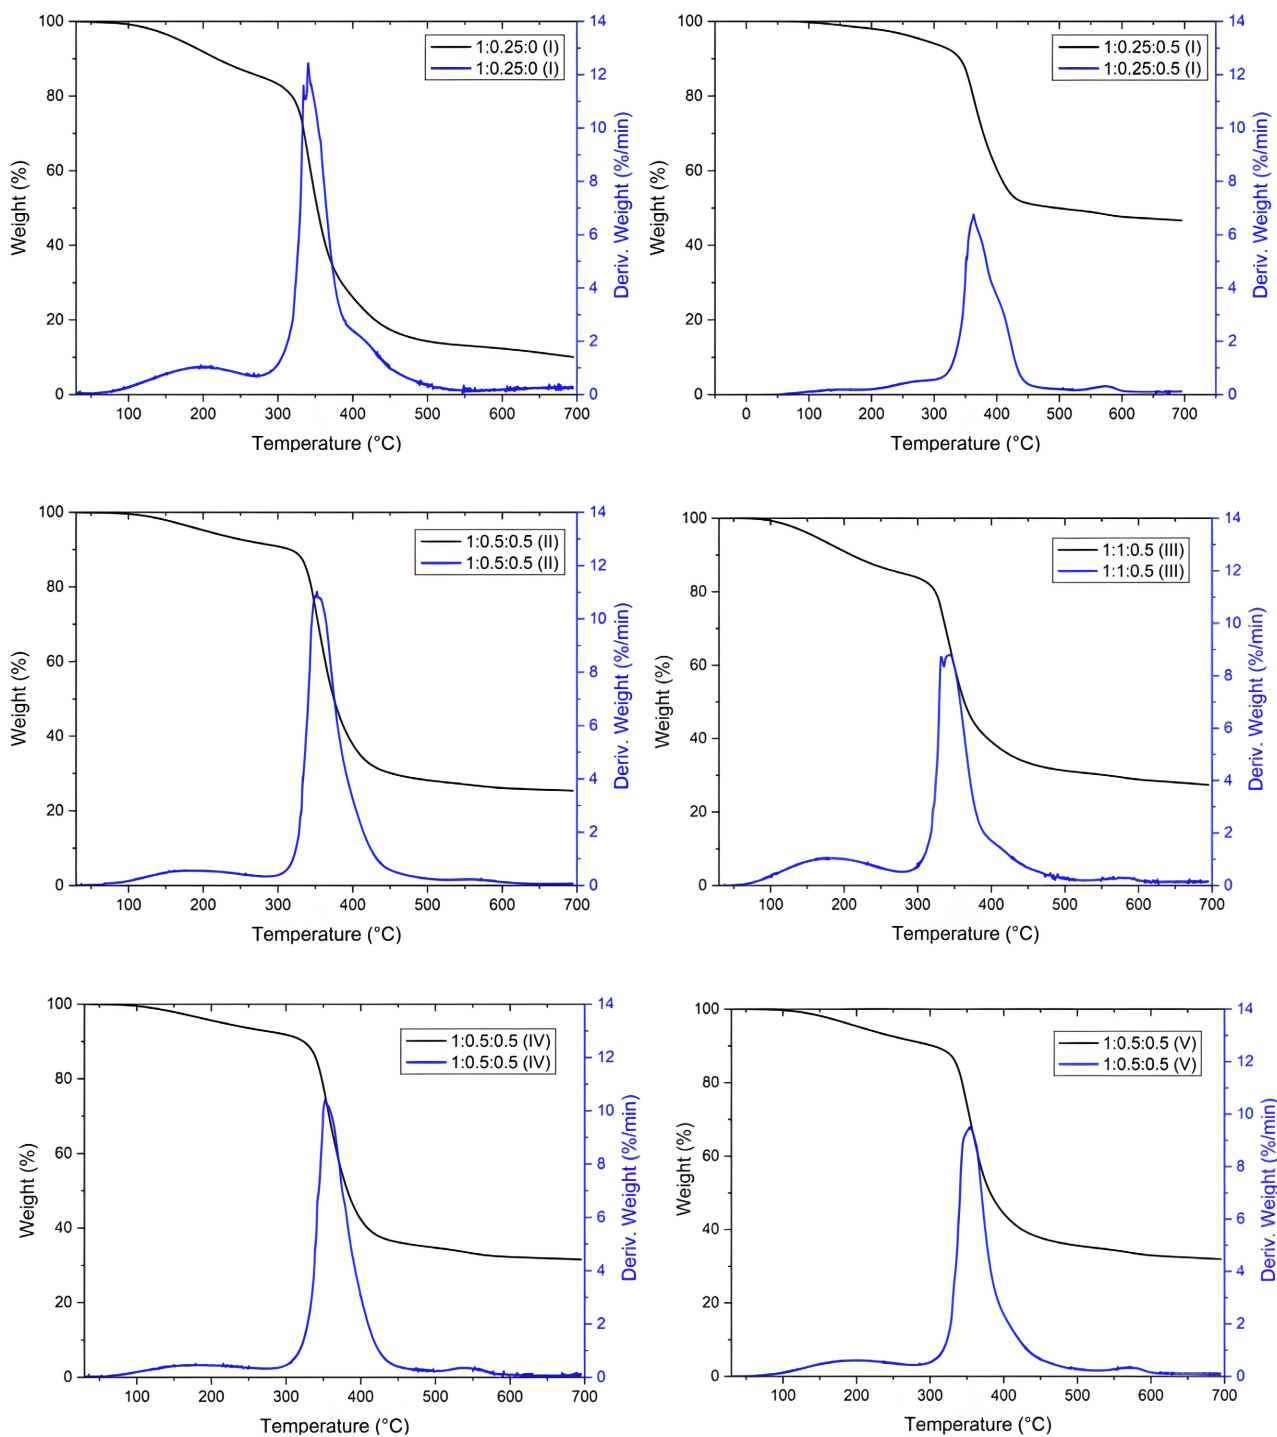 100
80
60
40
20
0
Weight (%)
1:0.25:0 (I)
1:0.25:0 (I)
14
12
10
8
6
4
2
0
Deriv. Weight (%/min)
100 200 300 400 500 600 700
Temperature (°C)
100
80
60
40
20
0
Weight (%)
1:0.25:0.5 (I)
1:0.25:0.5 (I)
14
12
10
8
6
4
2
0
Deriv. Weight (%/min)
0 100 200 300 400 500 600 700
Temperature (°C)
100
80
60
40
20
0
Weight (%)
1:0.5:0.5 (II)
1:0.5:0.5 (II)
14
12
10
8
6
4
2
0
Deriv. Weight (%/min)
100 200 300 400 500 600 700
Temperature (°C)
100
80
60
40
20
0
Weight (%)
1:1:0.5 (III)
1:1:0.5 (III)
14
12
10
8
6
4
2
0
Deriv. Weight (%/min)
100 200 300 400 500 600 700
Temperature (°C)
100
80
60
40
20
0
Weight (%)
1:0.5:0.5 (IV)
1:0.5:0.5 (IV)
14
12
10
8
6
4
2
0
Deriv. Weight (%/min)
100 200 300 400 500 600 700
Temperature (°C)
100
80
60
40
20
0
Weight (%)
1:0.5:0.5 (V)
1:0.5:0.5 (V)
14
12
10
8
6
4
2
0
Deriv. Weight (%/min)
100 200 300 400 500 600 700
Temperature (°C)